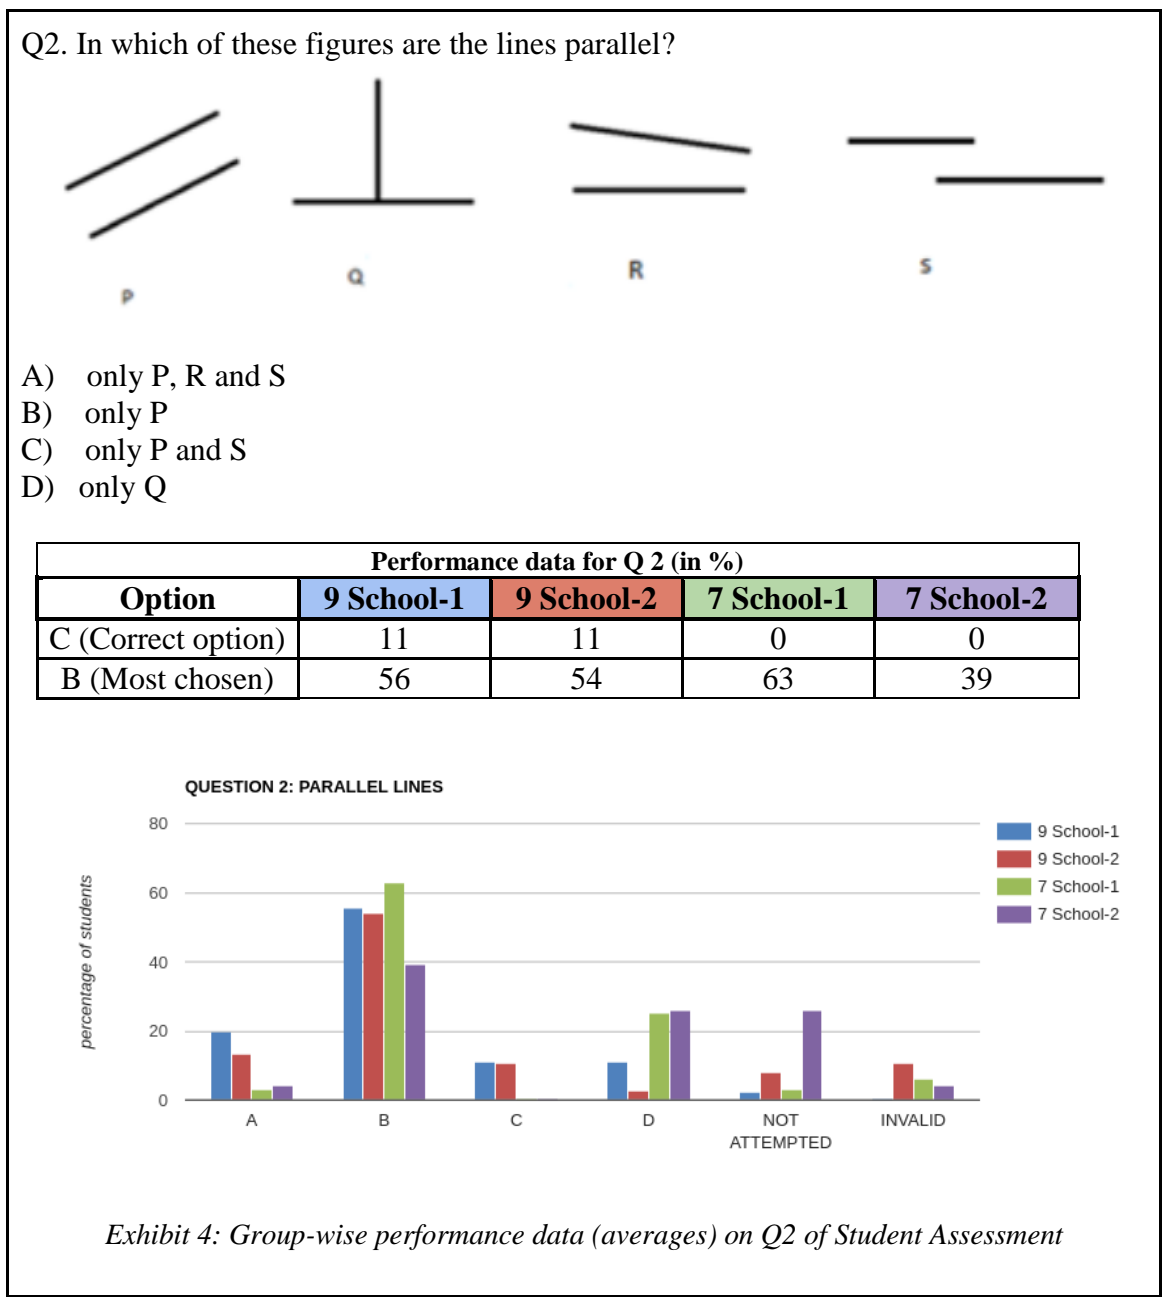 Q2. In which of these figures are the lines parallel?
P
Q
R
S
A) only P, R and S
B) only P
C) only P and S
D) only Q
Performance data for Q 2 (in %)
Option 9 School-1 9 School-2 7 School-1 7 School-2
C (Correct option) 11 11 0 0
B (Most chosen) 56 54 63 39
QUESTION 2: PARALLEL LINES
percentage of students
80
60
40
20
0
A B C D NOT ATTEMPTED INVALID
9 School-1
9 School-2
7 School-1
7 School-2
Exhibit 4: Group-wise performance data (averages) on Q2 of Student Assessment